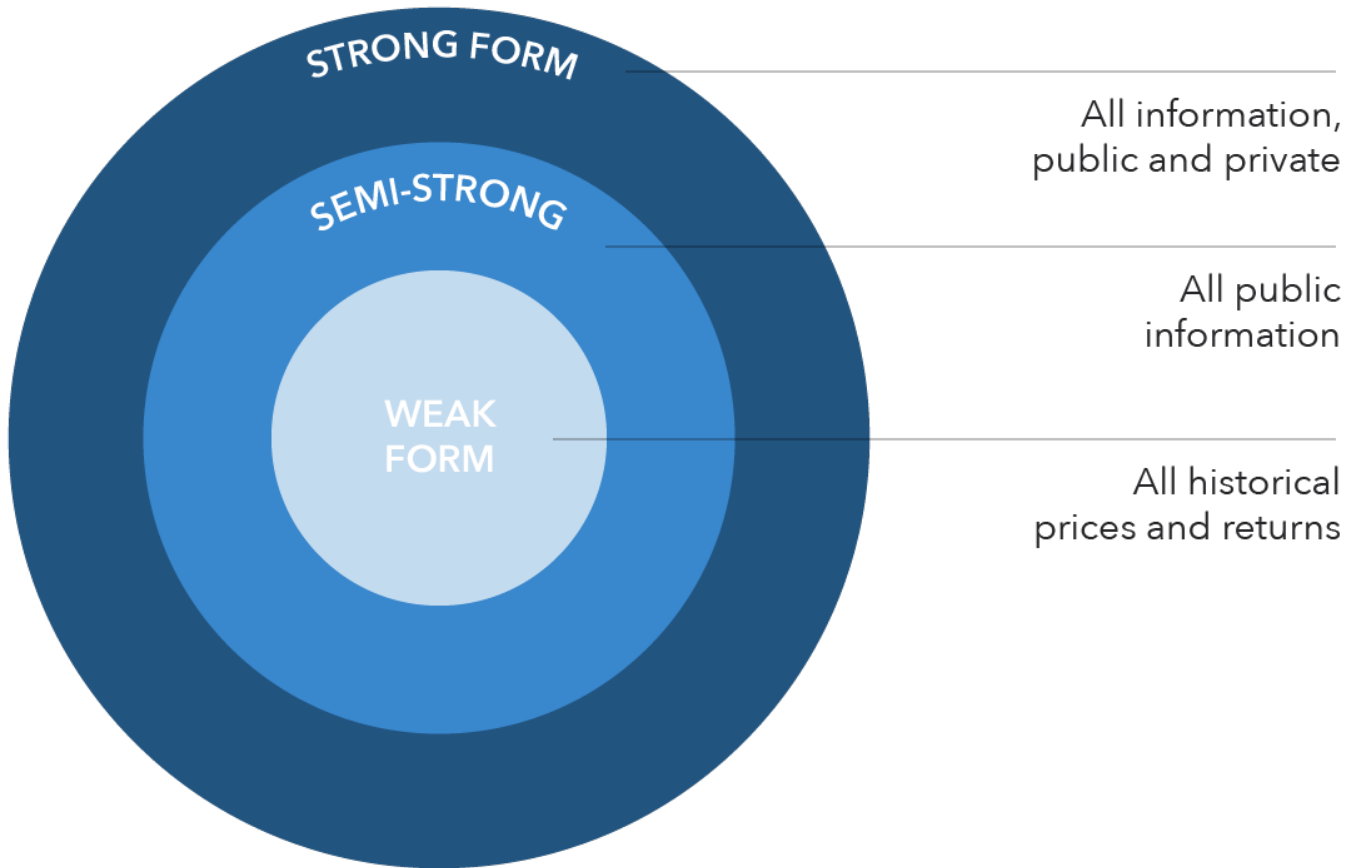 STRONG FORM
All information,
public and private
SEMI-STRONG
All public
information
WEAK
FORM
All historical
prices and returns